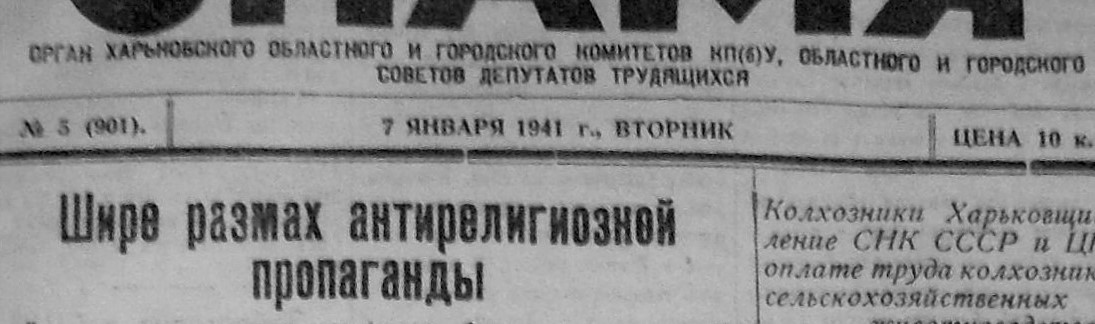 ОРГАН ХАРЬКОВСКОГО ОБЛАСТНОГО И ГОРОДСКОГО КОМИТЕТОВ КП(б)У, ОБЛАСТНОГО И ГОРОДСКОГО
СОВЕТОВ ДЕПУТАТОВ ТРУДЯЩИХСЯ
№ 5 (901).
7 ЯНВАРЯ 1941 г., ВТОРНИК
ЦЕНА 10 к.
Шире размах антирелигиозной
пропаганды
Колхозники Харьковщи
ление СНК СССР и Ц
оплате труда колхозник
сельскохозяйственных